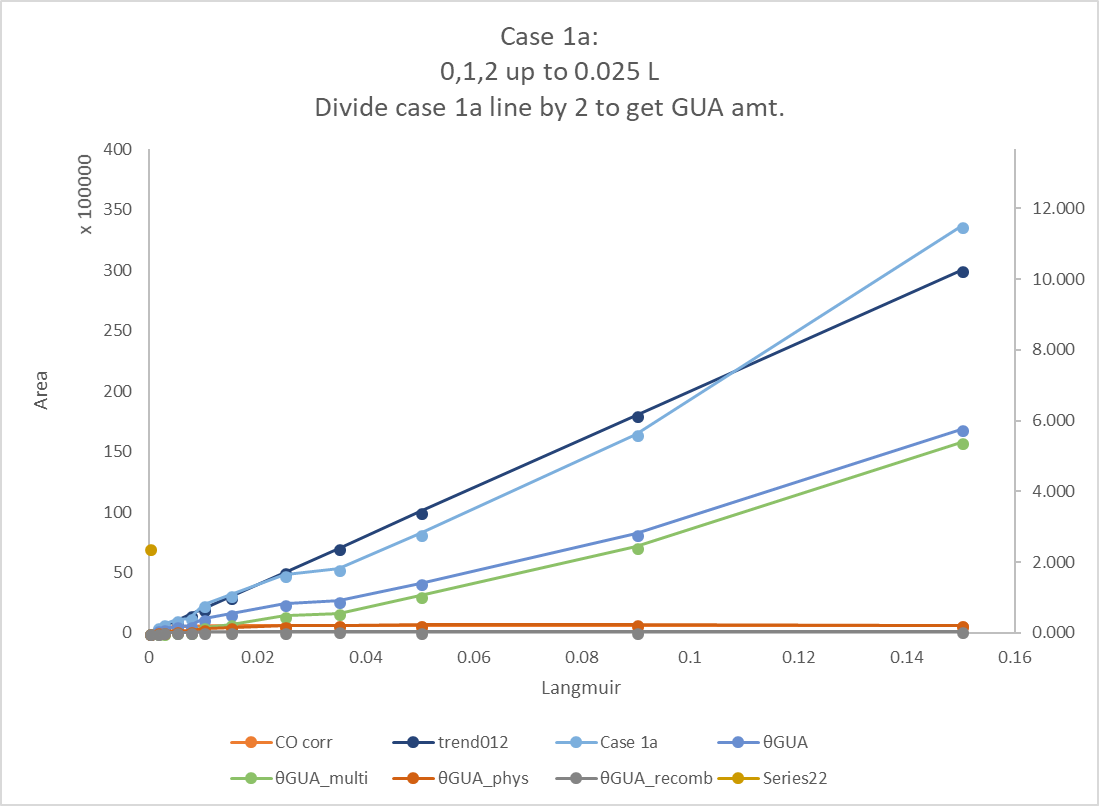 Case 1a:
0,1,2 up to 0.025 L
Divide case 1a line by 2 to get GUA amt.
x 100000
Area
400
350
300
250
200
150
100
50
0
12.000
10.000
8.000
6.000
4.000
2.000
0.000
0 0.02 0.04 0.06 0.08 0.1 0.12 0.14 0.16
Langmuir
CO corr trend012 Case 1a θGUA
θGUA_multi θGUA_phys θGUA_recomb Series22